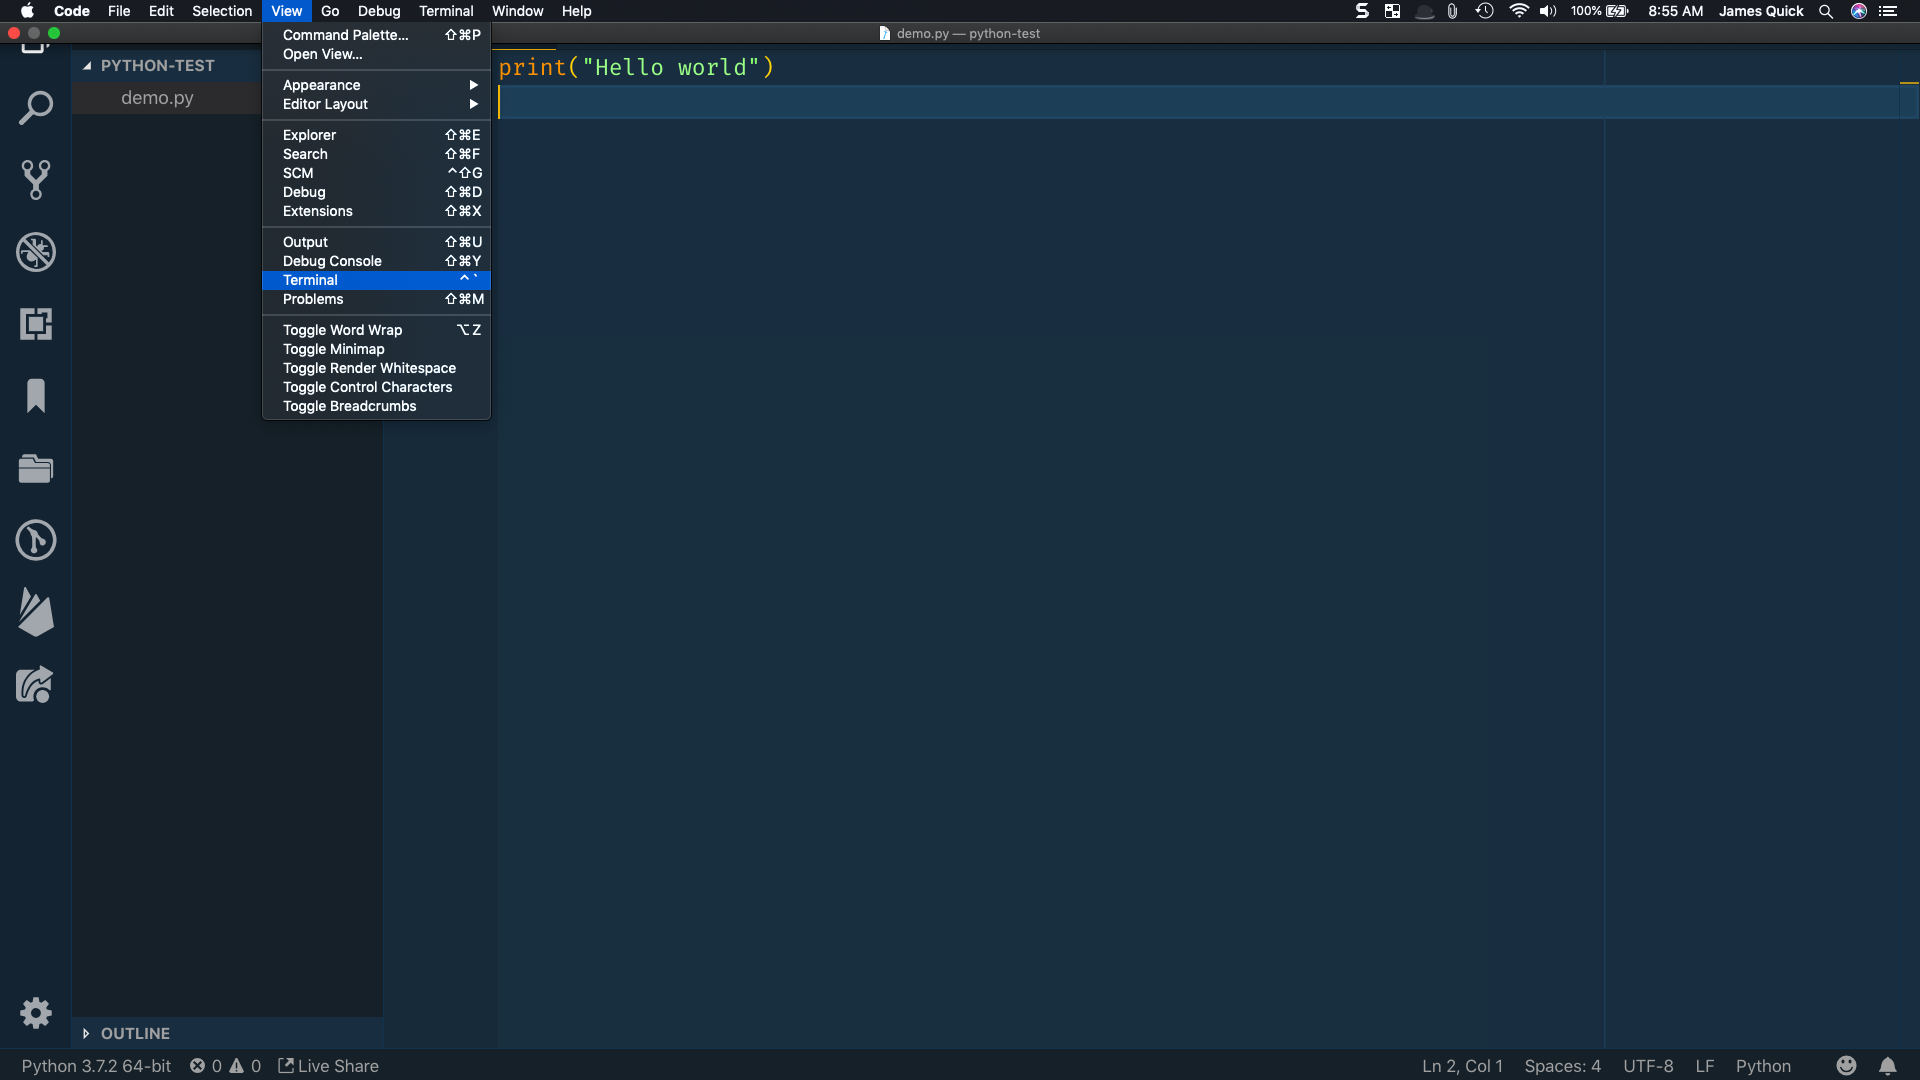 Code File Edit Selection View Go Debug Terminal Window Help 100% 8:55 AM James Quick
demo.py — python-test
PYTHON-TEST
demo.py
Command Palette... ⇧⌘P
Open View...
Appearance ▶
Editor Layout ▶
Explorer ⇧⌘E
Search ⇧⌘F
SCM ^⇧G
Debug ⇧⌘D
Extensions ⇧⌘X
Output ⇧⌘U
Debug Console ⇧⌘Y
Terminal ^`
Problems ⇧⌘M
Toggle Word Wrap ⌥Z
Toggle Minimap
Toggle Render Whitespace
Toggle Control Characters
Toggle Breadcrumbs
print("Hello world")
OUTLINE
Python 3.7.2 64-bit 0 0 Live Share Ln 2, Col 1 Spaces: 4 UTF-8 LF Python